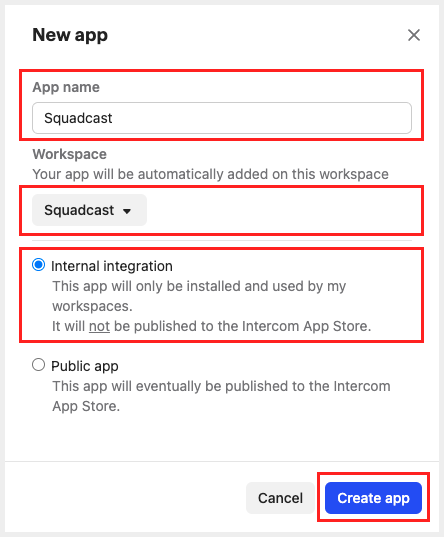 New app
App name
Squadcast
Workspace
Your app will be automatically added on this workspace
Squadcast
Internal integration
This app will only be installed and used by my
workspaces.
It will not be published to the Intercom App Store.
Public app
This app will eventually be published to the Intercom
App Store.
Cancel
Create app